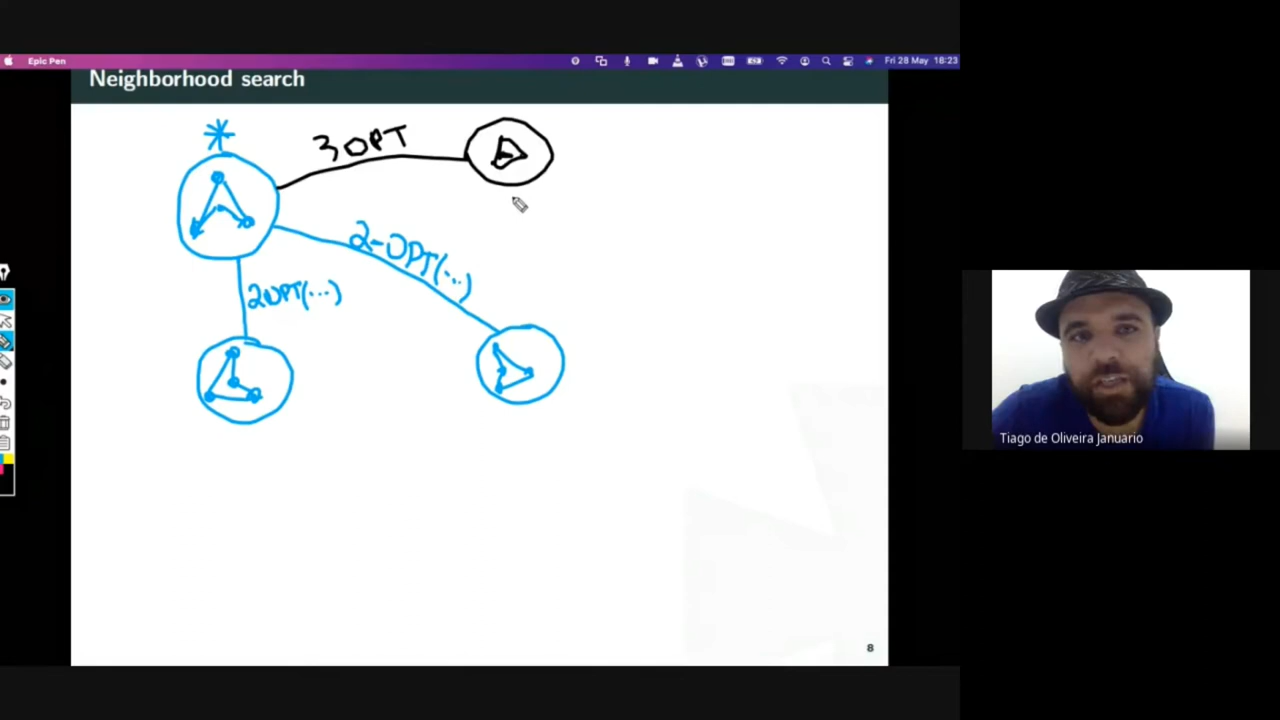 Epic Pen
Fri 28 May 18:23
Neighborhood search
*
3OPT
2-OPT(...)
2OPT(...)
Tiago de Oliveira Januario
8